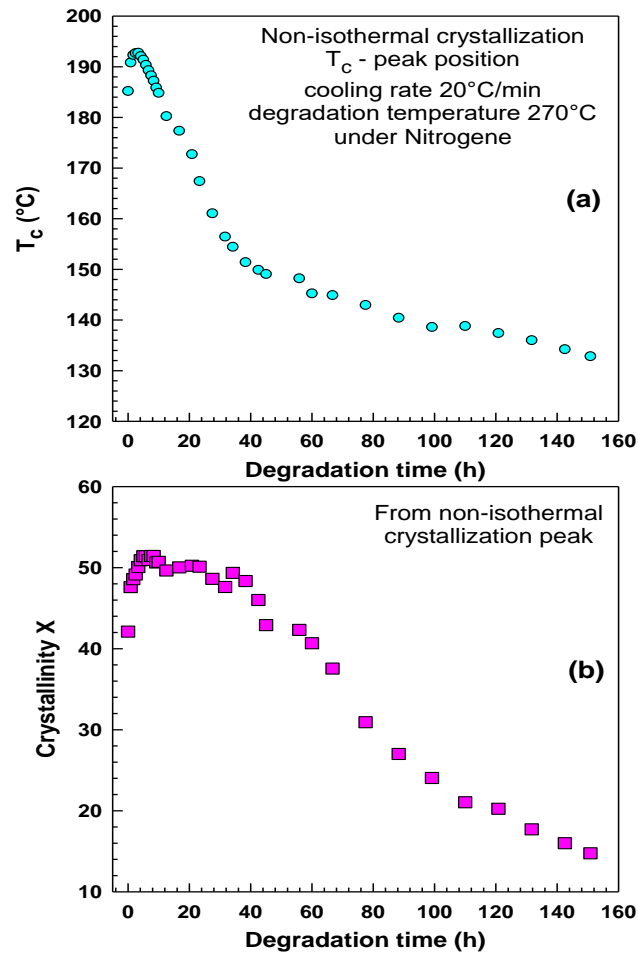 200
190
180
170
160
150
140
130
120
T_c (°C)
Non-isothermal crystallization
T_c - peak position
cooling rate 20°C/min
degradation temperature 270°C
under Nitrogene
(a)
0 20 40 60 80 100 120 140 160
Degradation time (h)
60
50
40
30
20
10
Crystallinity X
From non-isothermal
crystallization peak
(b)
0 20 40 60 80 100 120 140 160
Degradation time (h)